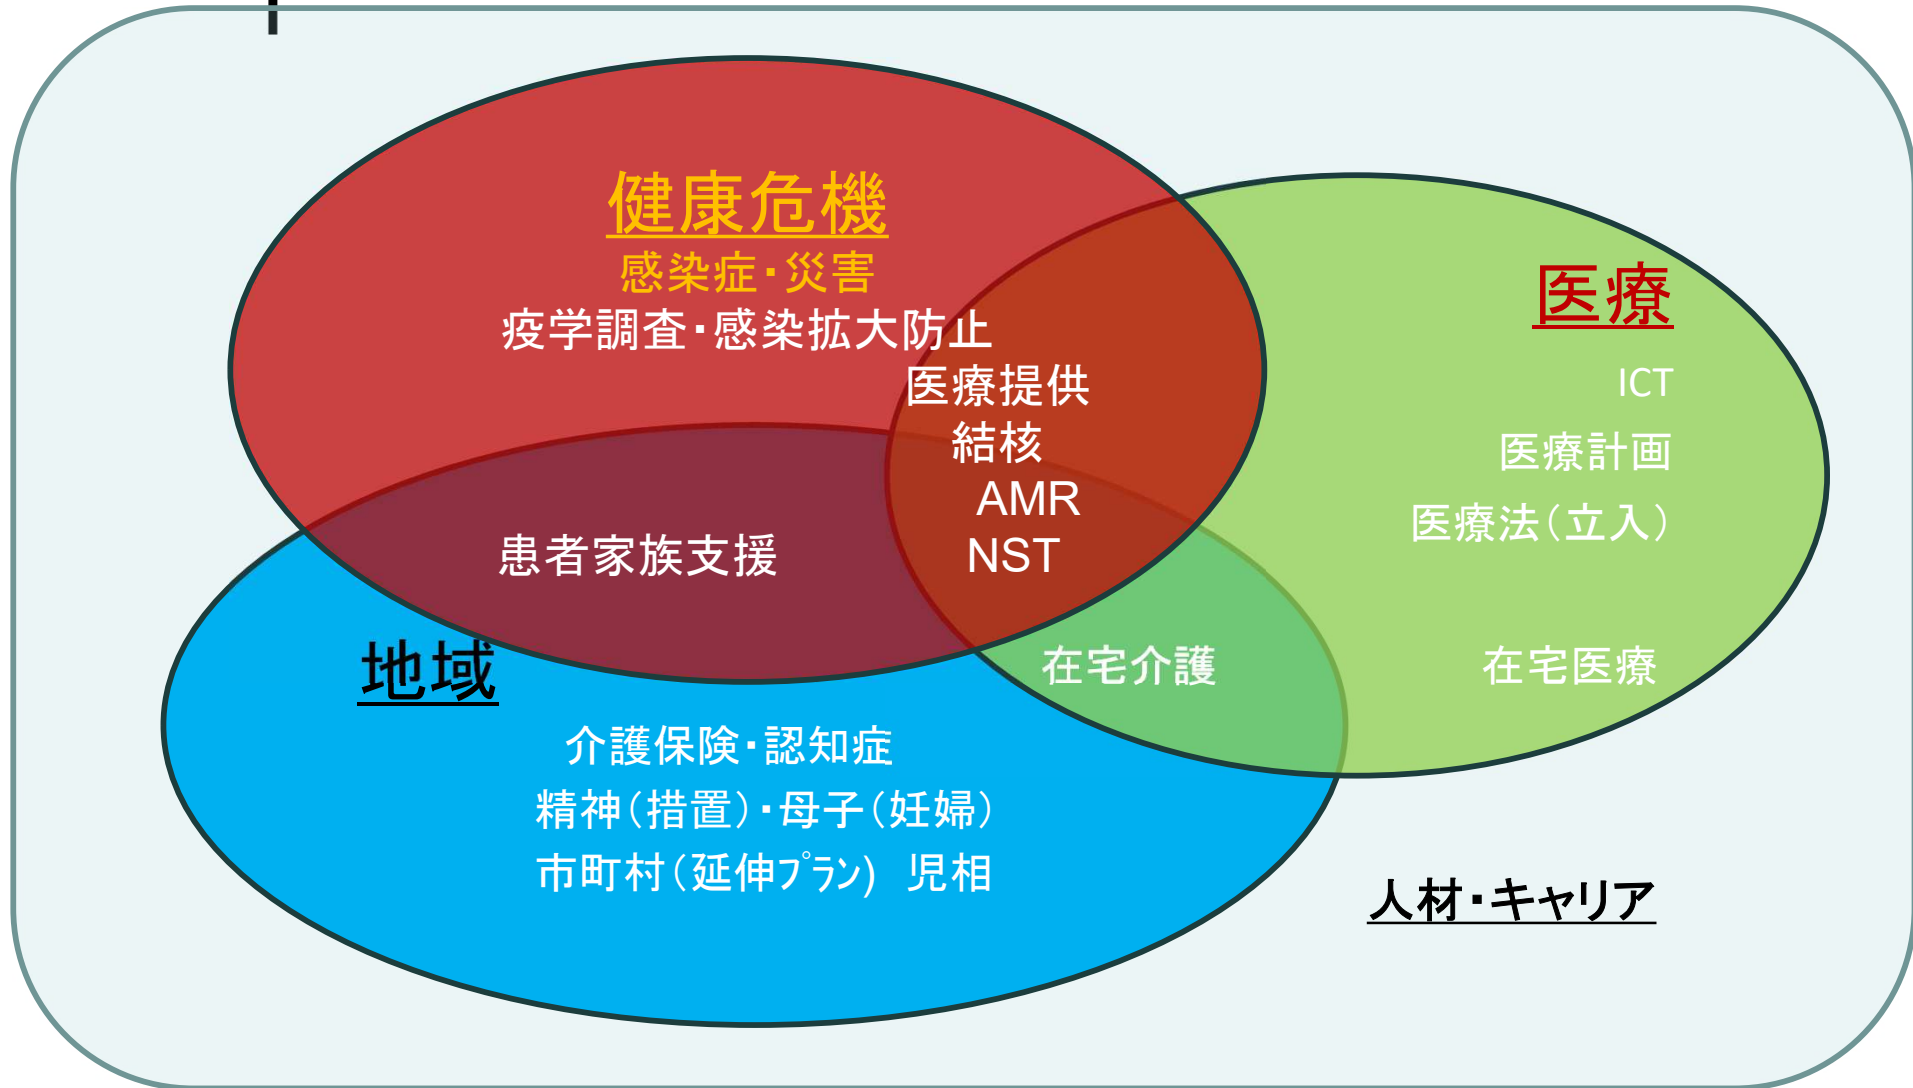 健康危機
感染症・災害
疫学調査・感染拡大防止
医療提供
結核
AMR
NST
患者家族支援
医療
ICT
医療計画
医療法(立入)
在宅医療
在宅介護
地域
介護保険・認知症
精神(措置)・母子(妊婦)
市町村(延伸ﾌﾟﾗﾝ) 児相
人材・キャリア